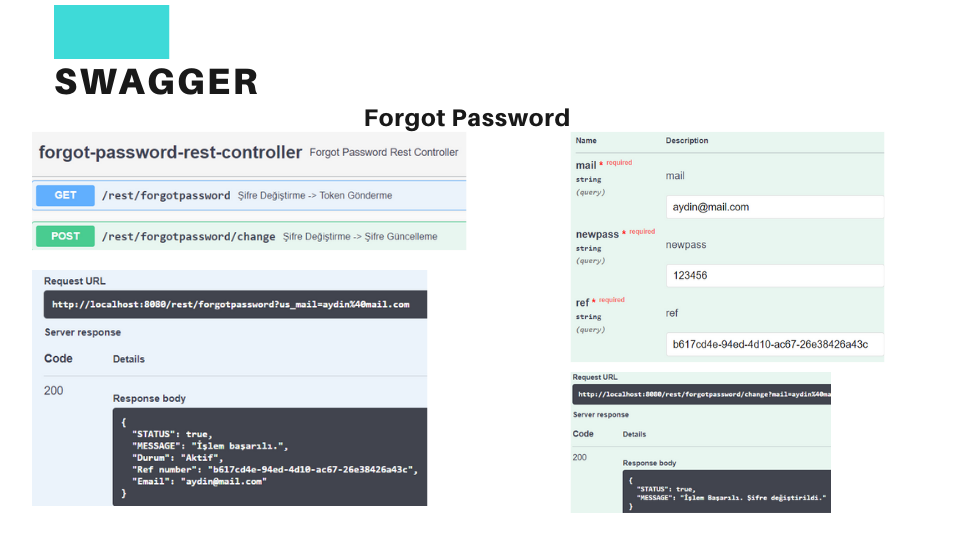 SWAGGER
Forgot Password
forgot-password-rest-controller Forgot Password Rest Controller
GET /rest/forgotpassword Şifre Değiştirme -> Token Gönderme
POST /rest/forgotpassword/change Şifre Değiştirme -> Şifre Güncelleme
Request URL
http://localhost:8080/rest/forgotpassword?us_mail=aydin%40mail.com
Server response
Code Details
200
Response body
{
"STATUS": true,
"MESSAGE": "İşlem başarılı.",
"Durum": "Aktif",
"Ref number": "b617cd4e-94ed-4d10-ac67-26e38426a43c",
"Email": "aydin@mail.com"
}
Name Description
mail * required
string
(query)
mail
aydin@mail.com
newpass * required
string
(query)
newpass
123456
ref * required
string
(query)
ref
b617cd4e-94ed-4d10-ac67-26e38426a43c
Request URL
http://localhost:8080/rest/forgotpassword/change?mail=aydin%40ma
Server response
Code Details
200
Response body
{
"STATUS": true,
"MESSAGE": "İşlem Başarılı. Şifre değiştirildi."
}